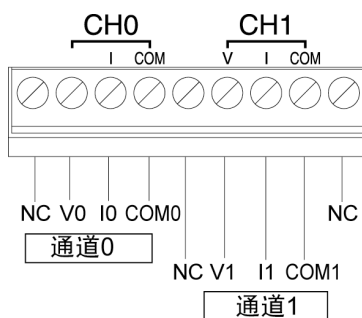 CH0 CH1
I COM V I COM
NC V0 I0 COM0 NC
通道0
NC V1 I1 COM1
通道1